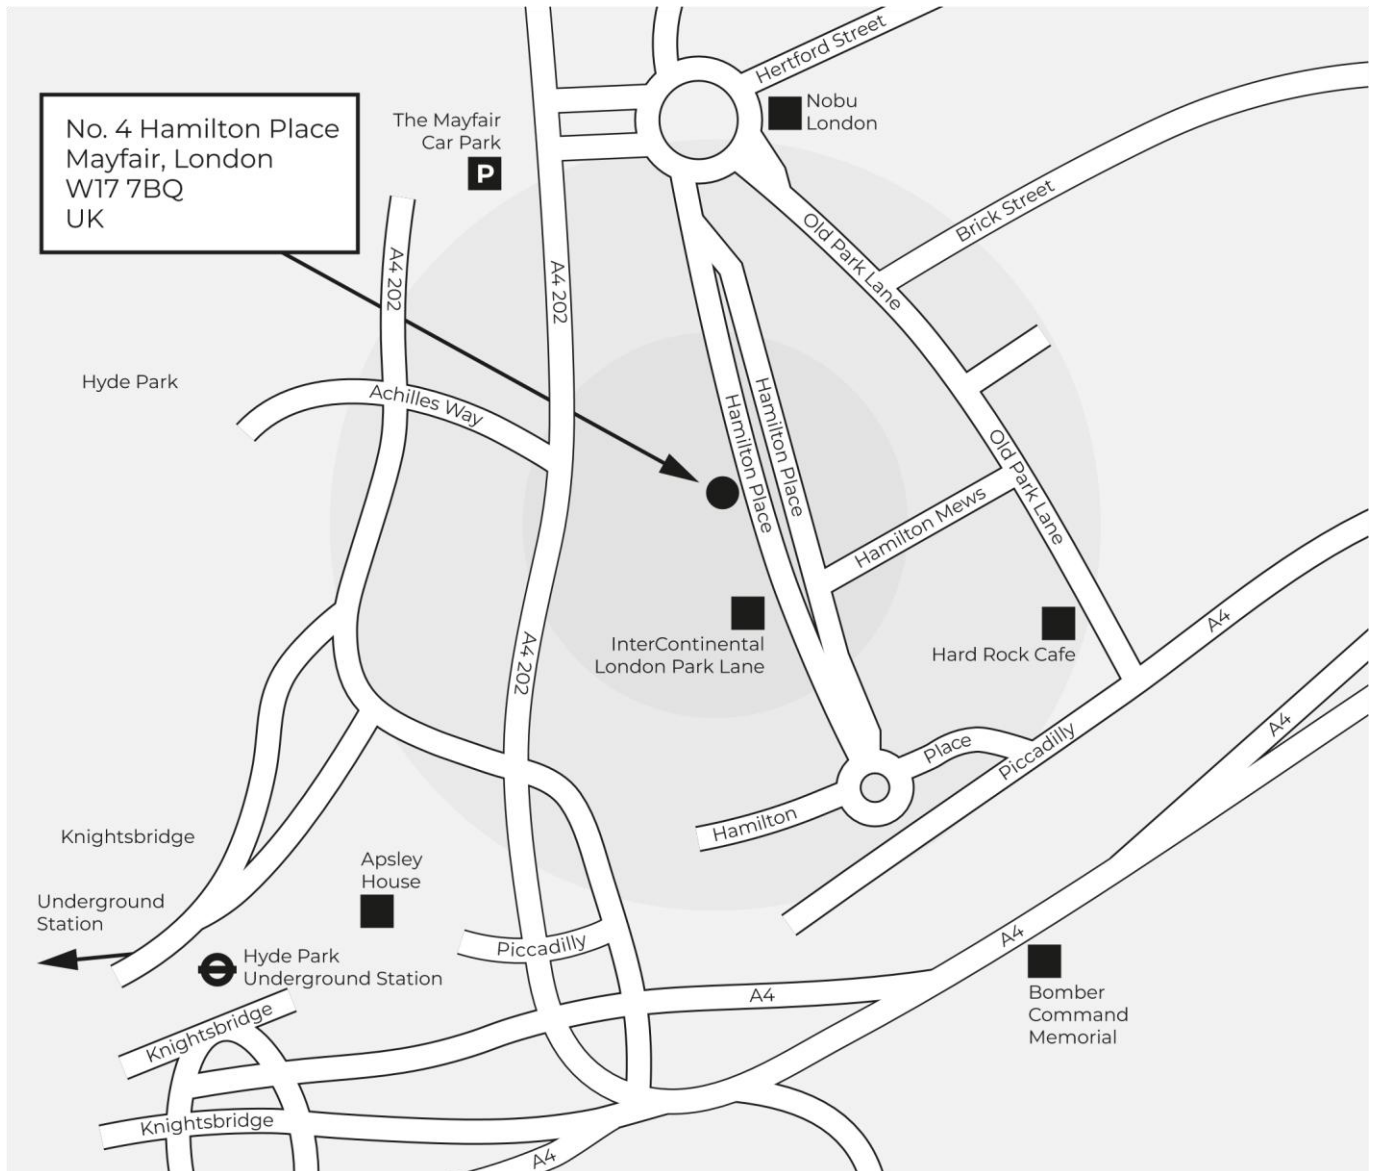 Hertford Street
Nobu
London
The Mayfair
Car Park
P
No. 4 Hamilton Place
Mayfair, London
W17 7BQ
UK
Brick Street
Old Park Lane
A4 202
A4 202
Hyde Park
Achilles Way
Hamilton Place
Hamilton Place
Old Park Lane
Hamilton Mews
InterContinental
London Park Lane
Hard Rock Cafe
A4
A4 202
A4
Place
Piccadilly
Hamilton
Knightsbridge
Apsley
House
Underground
Station
Piccadilly
A4
Hyde Park
Underground Station
A4
Bomber
Command
Memorial
Knightsbridge
Knightsbridge
A4